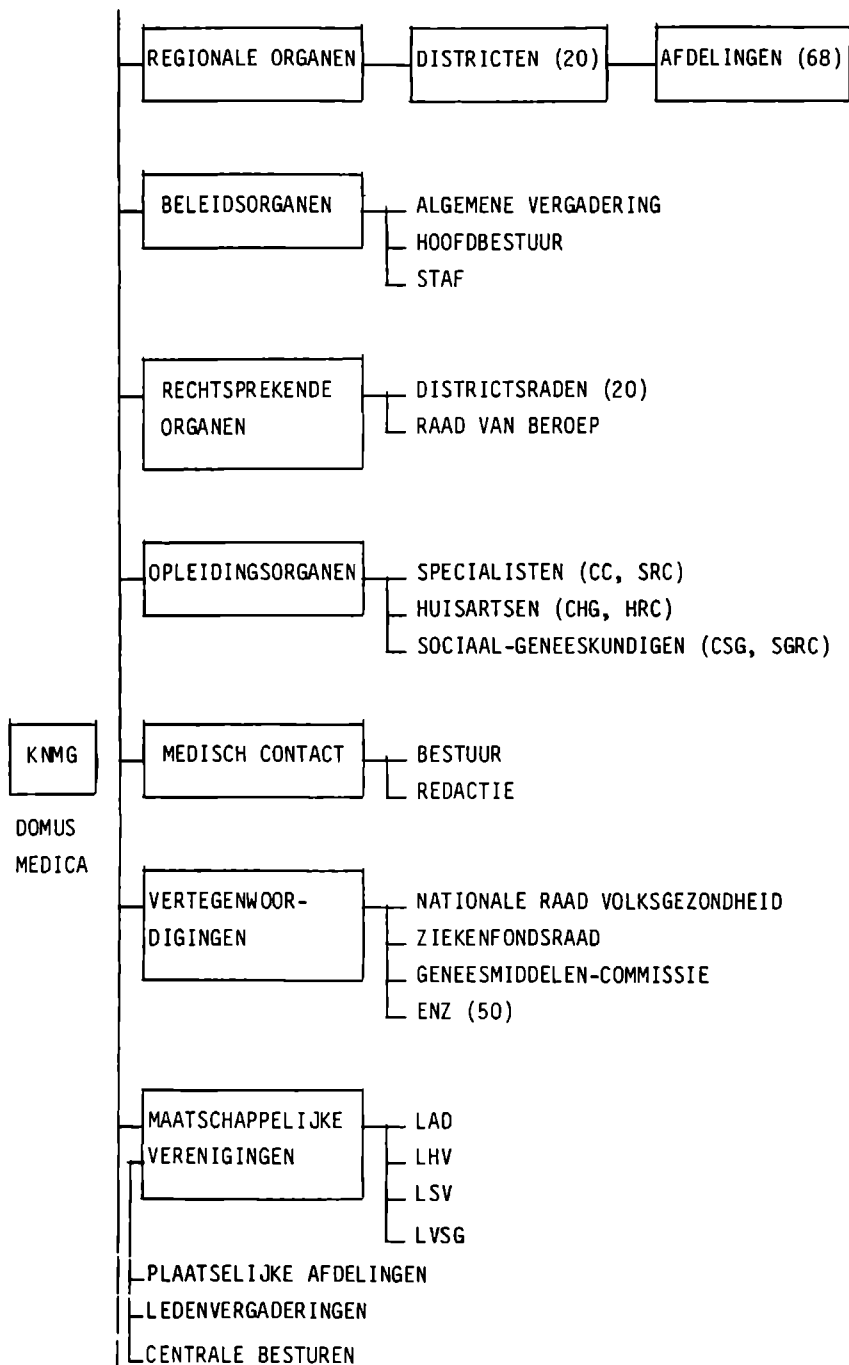 REGIONALE ORGANEN DISTRICTEN (20) AFDELINGEN (68)
BELEIDSORGANEN ALGEMENE VERGADERING
HOOFDBESTUUR
STAF
RECHTSPREKENDE DISTRICTSRADEN (20)
ORGANEN RAAD VAN BEROEP
OPLEIDINGSORGANEN SPECIALISTEN (CC, SRC)
HUISARTSEN (CHG, HRC)
SOCIAAL-GENEESKUNDIGEN (CSG, SGRC)
KNMG MEDISCH CONTACT BESTUUR
REDACTIE
DOMUS
MEDICA
VERTEGENWOOR- NATIONALE RAAD VOLKSGEZONDHEID
DIGINGEN ZIEKENFONDSRAAD
GENEESMIDDELEN-COMMISSIE
ENZ (50)
MAATSCHAPPELIJKE LAD
VERENIGINGEN LHV
LSV
LVSG
PLAATSELIJKE AFDELINGEN
LEDENVERGADERINGEN
CENTRALE BESTUREN